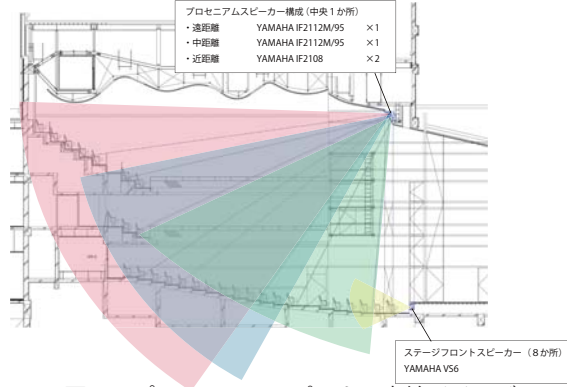 プロセニアムスピーカー構成（中央１か所）
・遠距離 YAMAHA IF2112M/95 ×1
・中距離 YAMAHA IF2112M/95 ×1
・近距離 YAMAHA IF2108 ×2
ステージフロントスピーカー（８か所）
YAMAHA VS6